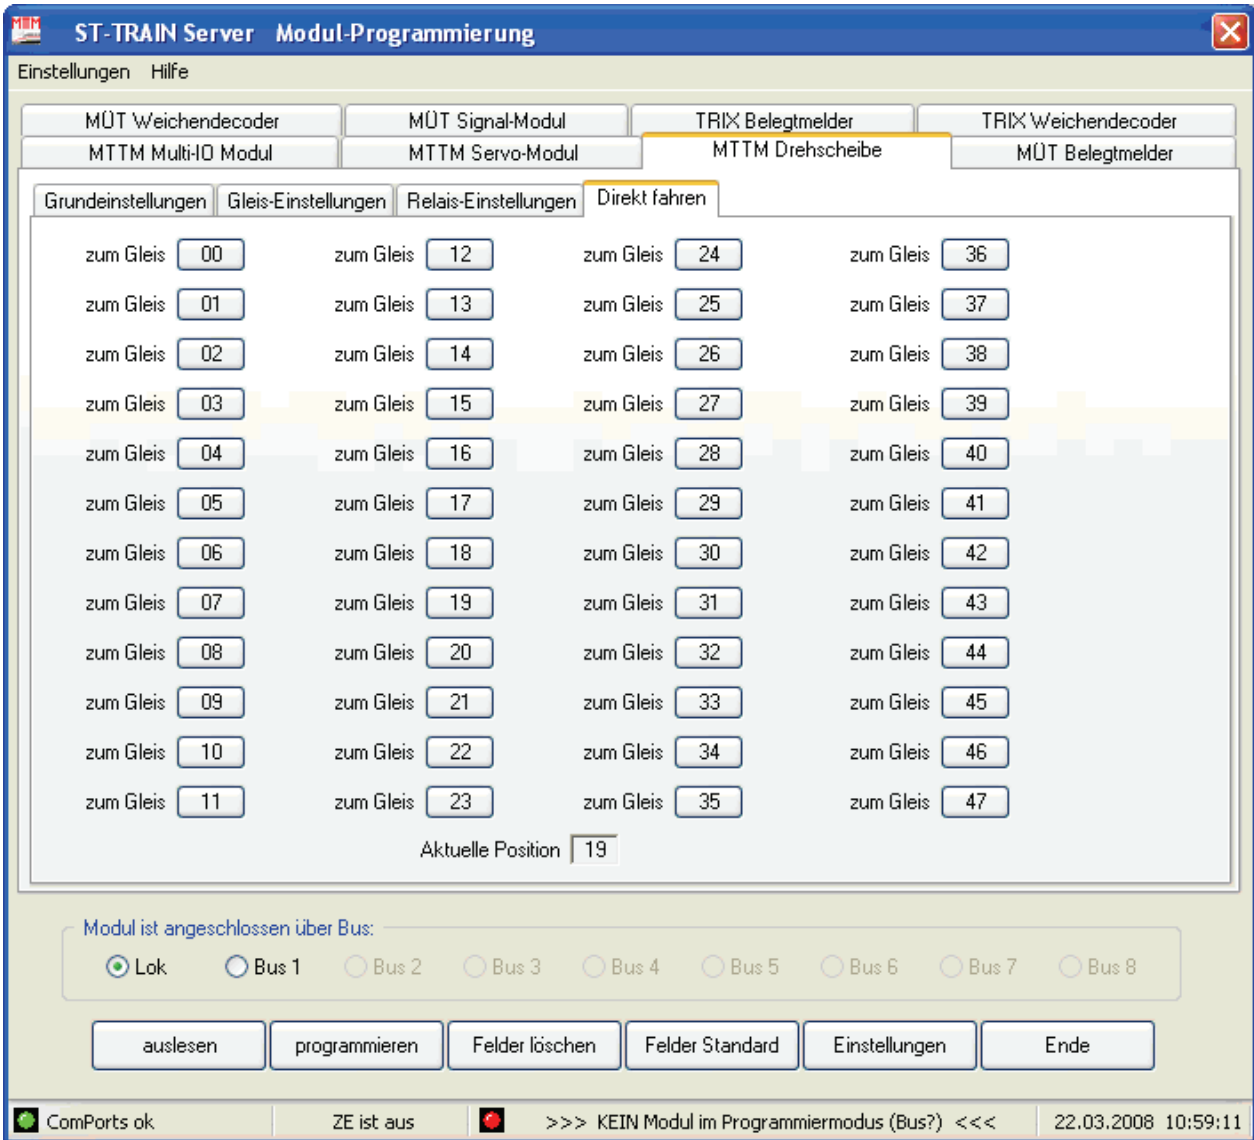 MTTM ST-TRAIN Server Modul-Programmierung
Einstellungen Hilfe
MÜT Weichendecoder MÜT Signal-Modul TRIX Belegtmelder TRIX Weichendecoder
MTTM Multi-IO Modul MTTM Servo-Modul MTTM Drehscheibe MÜT Belegtmelder
Grundeinstellungen Gleis-Einstellungen Relais-Einstellungen Direkt fahren
zum Gleis 00 zum Gleis 12 zum Gleis 24 zum Gleis 36
zum Gleis 01 zum Gleis 13 zum Gleis 25 zum Gleis 37
zum Gleis 02 zum Gleis 14 zum Gleis 26 zum Gleis 38
zum Gleis 03 zum Gleis 15 zum Gleis 27 zum Gleis 39
zum Gleis 04 zum Gleis 16 zum Gleis 28 zum Gleis 40
zum Gleis 05 zum Gleis 17 zum Gleis 29 zum Gleis 41
zum Gleis 06 zum Gleis 18 zum Gleis 30 zum Gleis 42
zum Gleis 07 zum Gleis 19 zum Gleis 31 zum Gleis 43
zum Gleis 08 zum Gleis 20 zum Gleis 32 zum Gleis 44
zum Gleis 09 zum Gleis 21 zum Gleis 33 zum Gleis 45
zum Gleis 10 zum Gleis 22 zum Gleis 34 zum Gleis 46
zum Gleis 11 zum Gleis 23 zum Gleis 35 zum Gleis 47
Aktuelle Position 19
Modul ist angeschlossen über Bus:
Lok Bus 1 Bus 2 Bus 3 Bus 4 Bus 5 Bus 6 Bus 7 Bus 8
auslesen programmieren Felder löschen Felder Standard Einstellungen Ende
ComPorts ok ZE ist aus >>> KEIN Modul im Programmiermodus (Bus?) <<< 22.03.2008 10:59:11